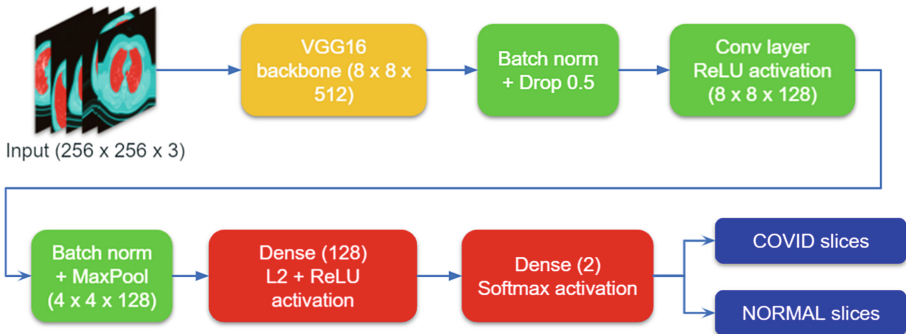 Input (256 x 256 x 3)
VGG16
backbone (8 x 8 x
512)
Batch norm
+ Drop 0.5
Conv layer
ReLU activation
(8 x 8 x 128)
Batch norm
+ MaxPool
(4 x 4 x 128)
Dense (128)
L2 + ReLU
activation
Dense (2)
Softmax activation
COVID slices
NORMAL slices